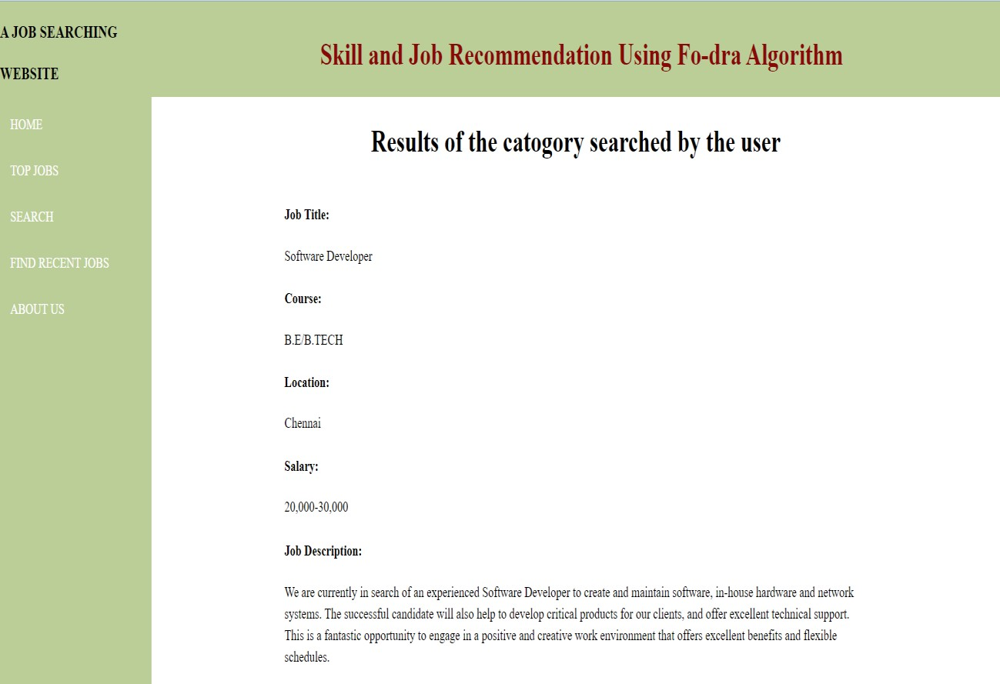 A JOB SEARCHING
WEBSITE
Skill and Job Recommendation Using Fo-dra Algorithm
HOME
TOP JOBS
SEARCH
FIND RECENT JOBS
ABOUT US
Results of the catogory searched by the user
Job Title:
Software Developer
Course:
B.E/B.TECH
Location:
Chennai
Salary:
20,000-30,000
Job Description:
We are currently in search of an experienced Software Developer to create and maintain software, in-house hardware and network
systems. The successful candidate will also help to develop critical products for our clients, and offer excellent technical support.
This is a fantastic opportunity to engage in a positive and creative work environment that offers excellent benefits and flexible
schedules.